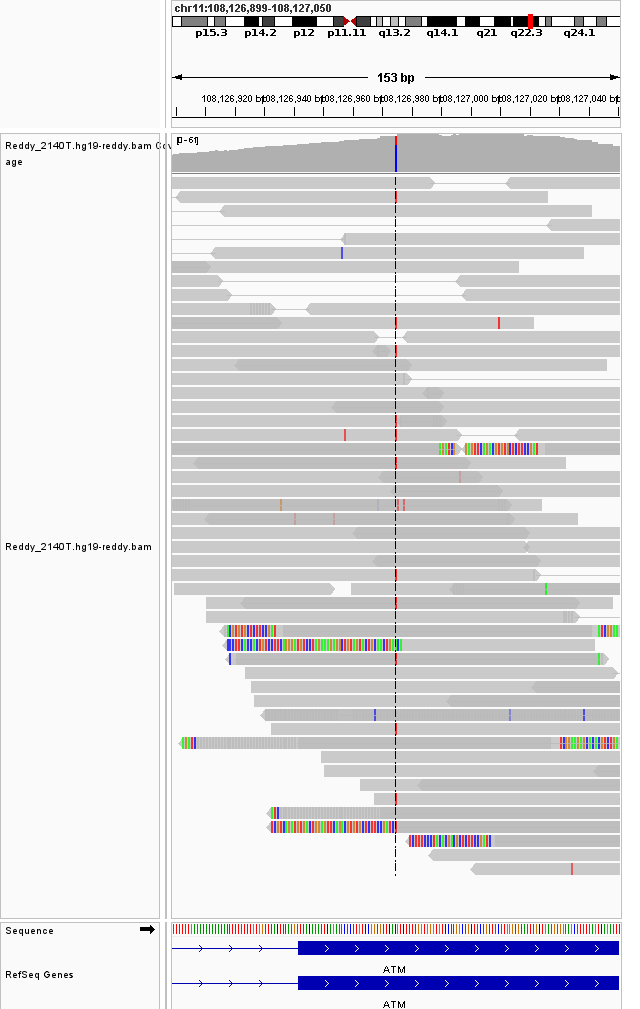 chr11:108,126,899-108,127,050
p15.3 p14.2 p12 p11.11 q13.2 q14.1 q21 q22.3 q24.1
153 bp
108,126,920 bp 108,126,940 bp 108,126,960 bp 108,126,980 bp 108,127,000 bp 108,127,020 bp 108,127,040 bp
Reddy_2140T.hg19-reddy.bam Cov
age
[0-61]
Reddy_2140T.hg19-reddy.bam
Sequence
ATM
RefSeq Genes
ATM